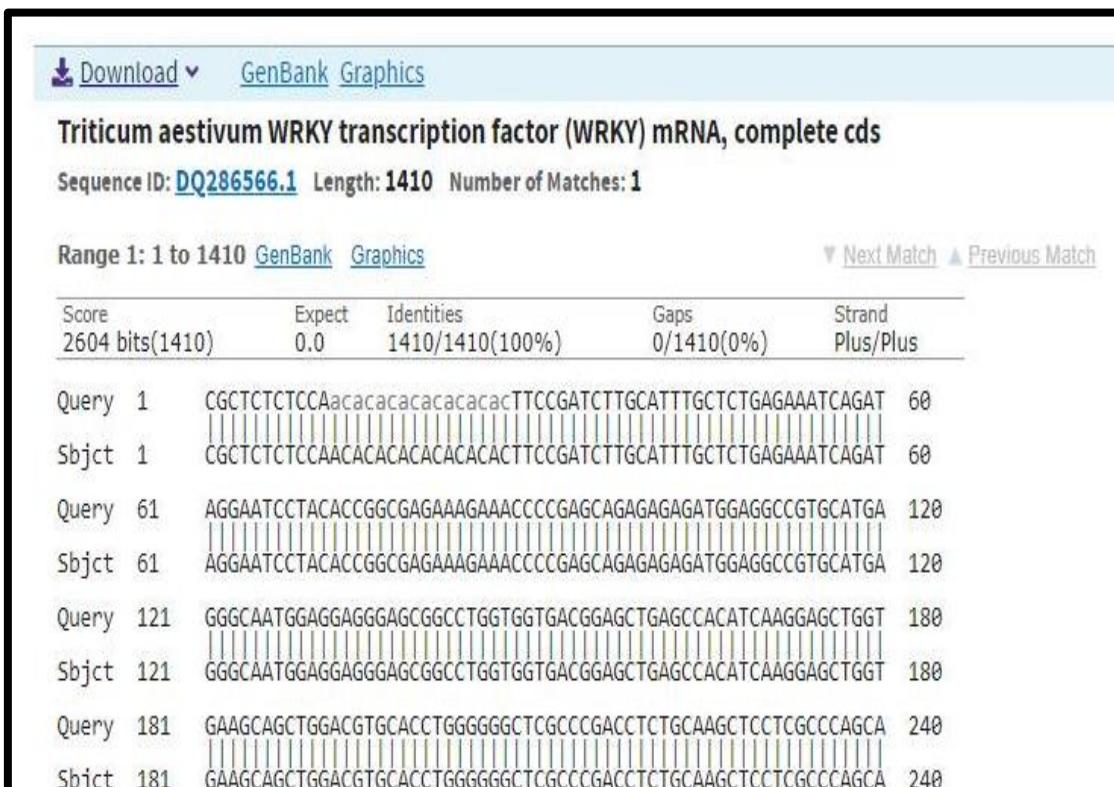 Download GenBank Graphics
Triticum aestivum WRKY transcription factor (WRKY) mRNA, complete cds
Sequence ID: DQ286566.1 Length: 1410 Number of Matches: 1
Range 1: 1 to 1410 GenBank Graphics Next Match Previous Match
Score Expect Identities Gaps Strand
2604 bits(1410) 0.0 1410/1410(100%) 0/1410(0%) Plus/Plus
Query 1 CGCTCTCTCCAacacacacacacacacTTCCGATCTTGCATTTGCTCTGAGAAATCAGAT 60
Sbjct 1 CGCTCTCTCCAACACACACACACACACTTCCGATCTTGCATTTGCTCTGAGAAATCAGAT 60
Query 61 AGGAATCCTACACCGGCGAGAAAGAAACCCCGAGCAGAGAGAGATGGAGGCCGTGCATGA 120
Sbjct 61 AGGAATCCTACACCGGCGAGAAAGAAACCCCGAGCAGAGAGAGATGGAGGCCGTGCATGA 120
Query 121 GGGCAATGGAGGAGGGAGCGGCCTGGTGGTGACGGAGCTGAGCCACATCAAGGAGCTGGT 180
Sbjct 121 GGGCAATGGAGGAGGGAGCGGCCTGGTGGTGACGGAGCTGAGCCACATCAAGGAGCTGGT 180
Query 181 GAAGCAGCTGGACGTGCACCTGGGGGGCTCGCCCGACCTCTGCAAGCTCCTCGCCCAGCA 240
Sbjct 181 GAAGCAGCTGGACGTGCACCTGGGGGGCTCGCCCGACCTCTGCAAGCTCCTCGCCCAGCA 240